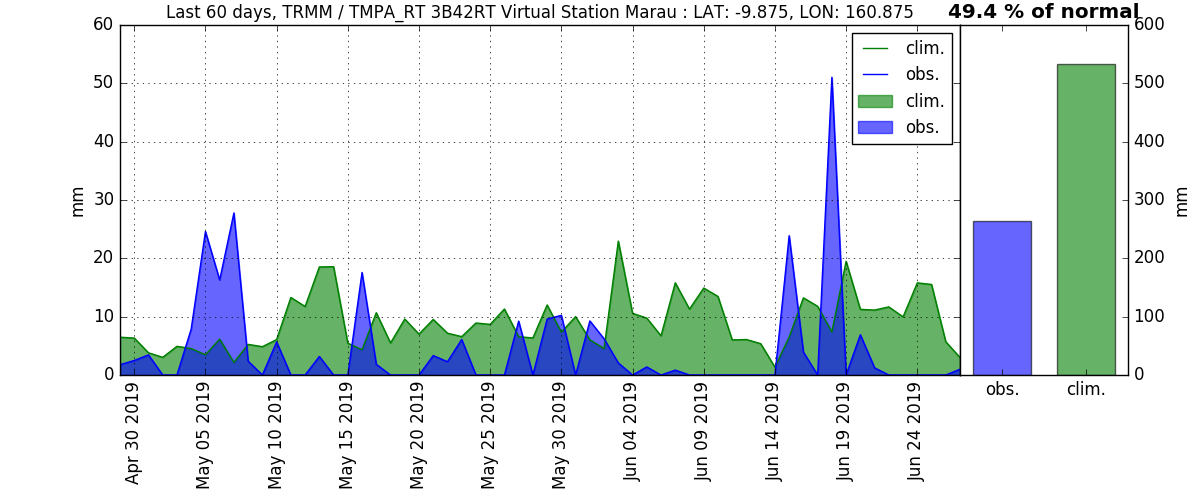 Last 60 days, TRMM / TMPA_RT 3B42RT Virtual Station Marau : LAT: -9.875, LON: 160.875
49.4 % of normal
60
50
40
30
20
10
0
mm
clim.
obs.
clim.
obs.
600
500
400
300
200
100
0
mm
obs.
clim.
Apr 30 2019
May 05 2019
May 10 2019
May 15 2019
May 20 2019
May 25 2019
May 30 2019
Jun 04 2019
Jun 09 2019
Jun 14 2019
Jun 19 2019
Jun 24 2019